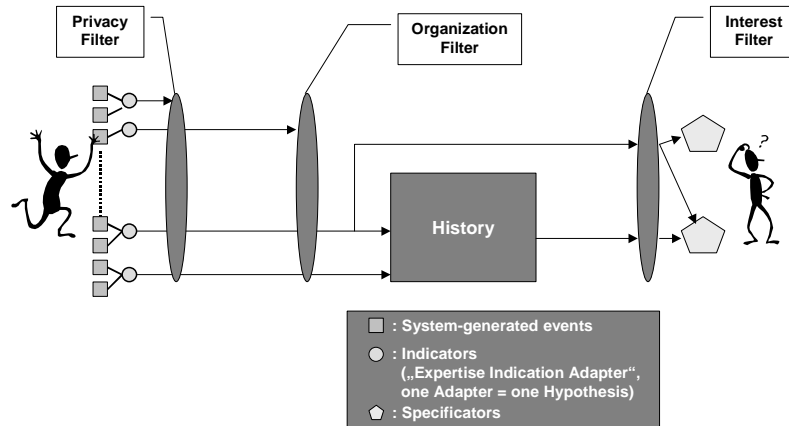 Privacy
Filter
Organization
Filter
Interest
Filter
?
History
: System-generated events
: Indicators
(„Expertise Indication Adapter“,
one Adapter = one Hypothesis)
: Specificators